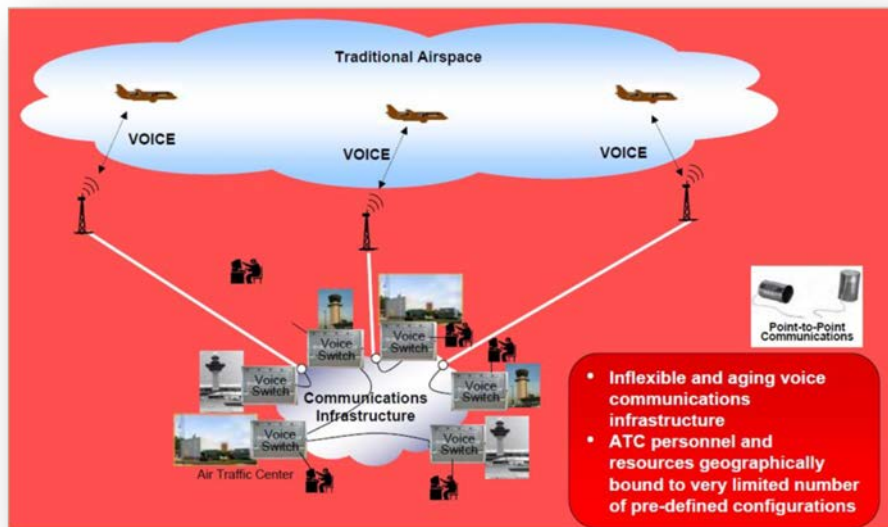 Traditional Airspace
VOICE
VOICE
VOICE
Point-to-Point
Communications
Voice
Switch
Voice
Switch
Voice
Switch
Voice
Switch
Communications
Infrastructure
Voice
Switch
Voice
Switch
Air Traffic Center
• Inflexible and aging voice
communications
infrastructure
• ATC personnel and
resources geographically
bound to very limited number
of pre-defined configurations